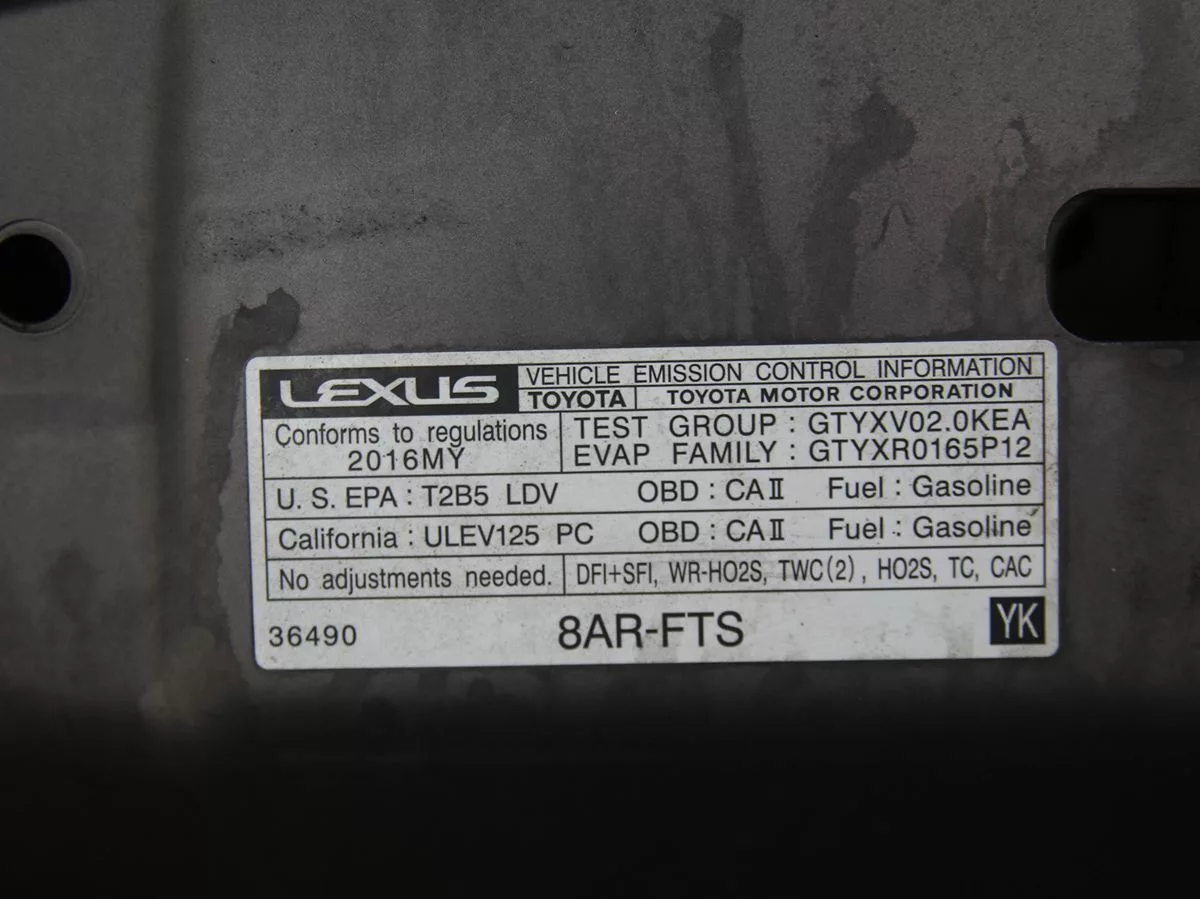 LEXUS
VEHICLE EMISSION CONTROL INFORMATION
TOYOTA TOYOTA MOTOR CORPORATION
Conforms to regulations
2016MY
TEST GROUP : GTYXV02.0KEA
EVAP FAMILY : GTYXR0165P12
U.S. EPA : T2B5 LDV OBD : CAⅡ Fuel : Gasoline
California : ULEV125 PC OBD : CAⅡ Fuel : Gasoline
No adjustments needed. DFI+SFI, WR-HO2S, TWC(2), HO2S, TC, CAC
36490 8AR-FTS YK